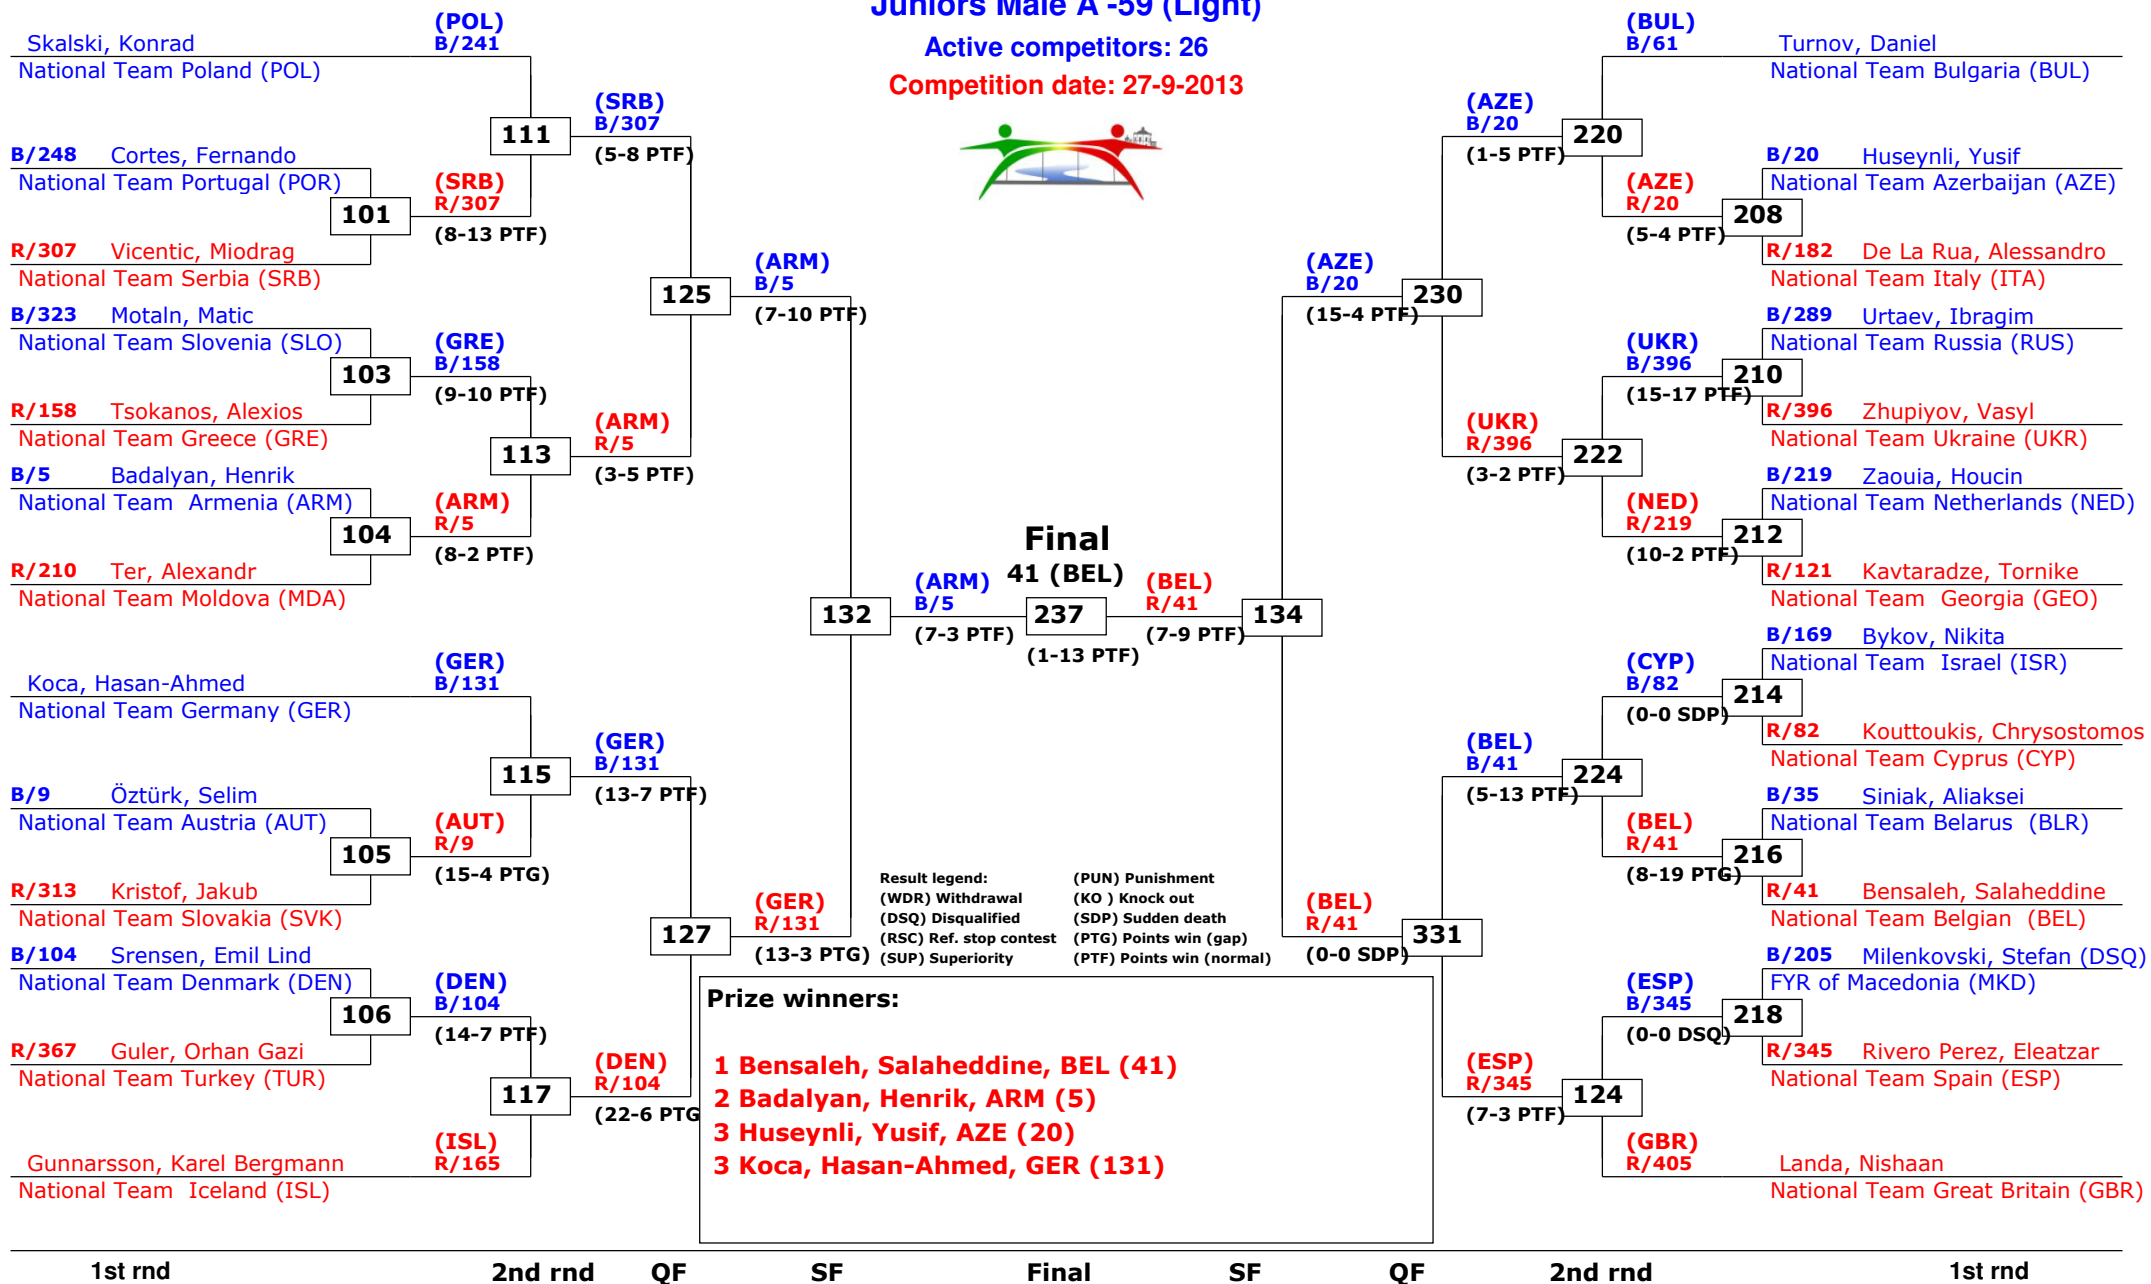 Juniors Male A -59 (Light)
Active competitors: 26
Competition date: 27-9-2013
(POL)
B/241
Skalski, Konrad
National Team Poland (POL)
111
(SRB)
B/307
(5-8 PTF)
B/248 Cortes, Fernando
National Team Portugal (POR)
101
(SRB)
R/307
(8-13 PTF)
R/307 Vicentic, Miodrag
National Team Serbia (SRB)
125
(ARM)
B/5
(7-10 PTF)
B/323 Motaln, Matic
National Team Slovenia (SLO)
103
(GRE)
B/158
(9-10 PTF)
R/158 Tsokanos, Alexios
National Team Greece (GRE)
113
(ARM)
R/5
(3-5 PTF)
B/5 Badalyan, Henrik
National Team  Armenia (ARM)
104
(ARM)
R/5
(8-2 PTF)
R/210 Ter, Alexandr
National Team Moldova (MDA)
132
(ARM)
B/5
(7-3 PTF)
(GER)
B/131
Koca, Hasan-Ahmed
National Team Germany (GER)
115
(GER)
B/131
(13-7 PTF)
B/9 Öztürk, Selim
National Team Austria (AUT)
105
(AUT)
R/9
(15-4 PTG)
R/313 Kristof, Jakub
National Team Slovakia (SVK)
127
(GER)
R/131
(13-3 PTG)
B/104 Srensen, Emil Lind
National Team Denmark (DEN)
106
(DEN)
B/104
(14-7 PTF)
R/367 Guler, Orhan Gazi
National Team Turkey (TUR)
117
(DEN)
R/104
(22-6 PTG
(ISL)
R/165
Gunnarsson, Karel Bergmann
National Team  Iceland (ISL)
Final
41 (BEL)
237
(1-13 PTF)
(BEL)
R/41
(7-9 PTF)
134
(BUL)
B/61
Turnov, Daniel
National Team Bulgaria (BUL)
(AZE)
B/20
(1-5 PTF)
220
B/20 Huseynli, Yusif
National Team Azerbaijan (AZE)
(AZE)
R/20
(5-4 PTF)
208
R/182 De La Rua, Alessandro
National Team Italy (ITA)
(AZE)
B/20
(15-4 PTF)
230
B/289 Urtaev, Ibragim
National Team Russia (RUS)
(UKR)
B/396
(15-17 PTF)
210
R/396 Zhupiyov, Vasyl
National Team Ukraine (UKR)
(UKR)
R/396
(3-2 PTF)
222
B/219 Zaouia, Houcin
National Team Netherlands (NED)
(NED)
R/219
(10-2 PTF)
212
R/121 Kavtaradze, Tornike
National Team  Georgia (GEO)
B/169 Bykov, Nikita
National Team  Israel (ISR)
(CYP)
B/82
(0-0 SDP)
214
R/82 Kouttoukis, Chrysostomos
National Team Cyprus (CYP)
(BEL)
B/41
(5-13 PTF)
224
B/35 Siniak, Aliaksei
National Team Belarus  (BLR)
(BEL)
R/41
(8-19 PTG)
216
R/41 Bensaleh, Salaheddine
National Team Belgian  (BEL)
(BEL)
R/41
(0-0 SDP)
331
B/205 Milenkovski, Stefan (DSQ)
FYR of Macedonia (MKD)
(ESP)
B/345
(0-0 DSQ)
218
R/345 Rivero Perez, Eleatzar
National Team Spain (ESP)
(ESP)
R/345
(7-3 PTF)
124
(GBR)
R/405
Landa, Nishaan
National Team Great Britain (GBR)
Result legend: (PUN) Punishment
(WDR) Withdrawal (KO ) Knock out
(DSQ) Disqualified (SDP) Sudden death
(RSC) Ref. stop contest (PTG) Points win (gap)
(SUP) Superiority (PTF) Points win (normal)
Prize winners:
1 Bensaleh, Salaheddine, BEL (41)
2 Badalyan, Henrik, ARM (5)
3 Huseynli, Yusif, AZE (20)
3 Koca, Hasan-Ahmed, GER (131)
1st rnd 2nd rnd QF SF Final SF QF 2nd rnd 1st rnd